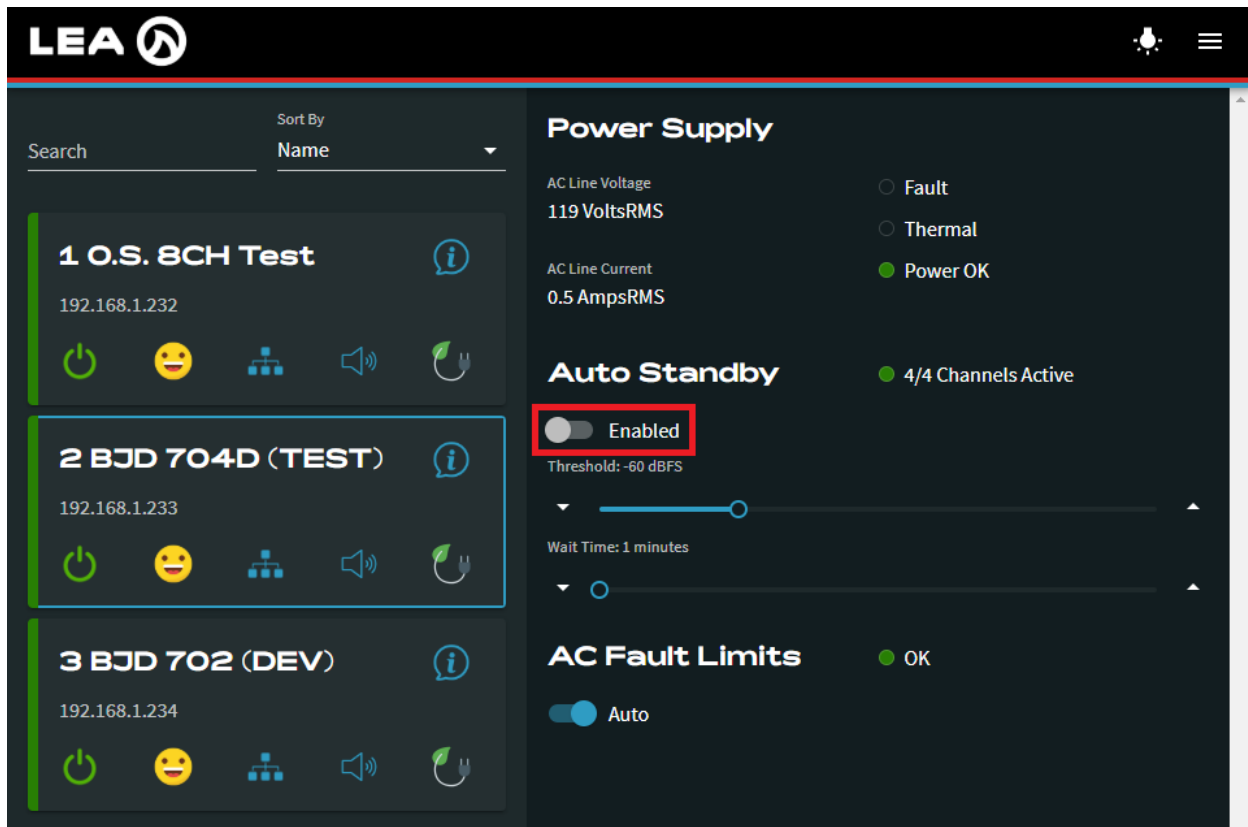 LEA
Search
Sort By
Name
1 O.S. 8CH Test
192.168.1.232
2 BJD 704D (TEST)
192.168.1.233
3 BJD 702 (DEV)
192.168.1.234
Power Supply
AC Line Voltage
119 VoltsRMS
AC Line Current
0.5 AmpsRMS
Fault
Thermal
Power OK
Auto Standby
4/4 Channels Active
Enabled
Threshold: -60 dBFS
Wait Time: 1 minutes
AC Fault Limits
OK
Auto